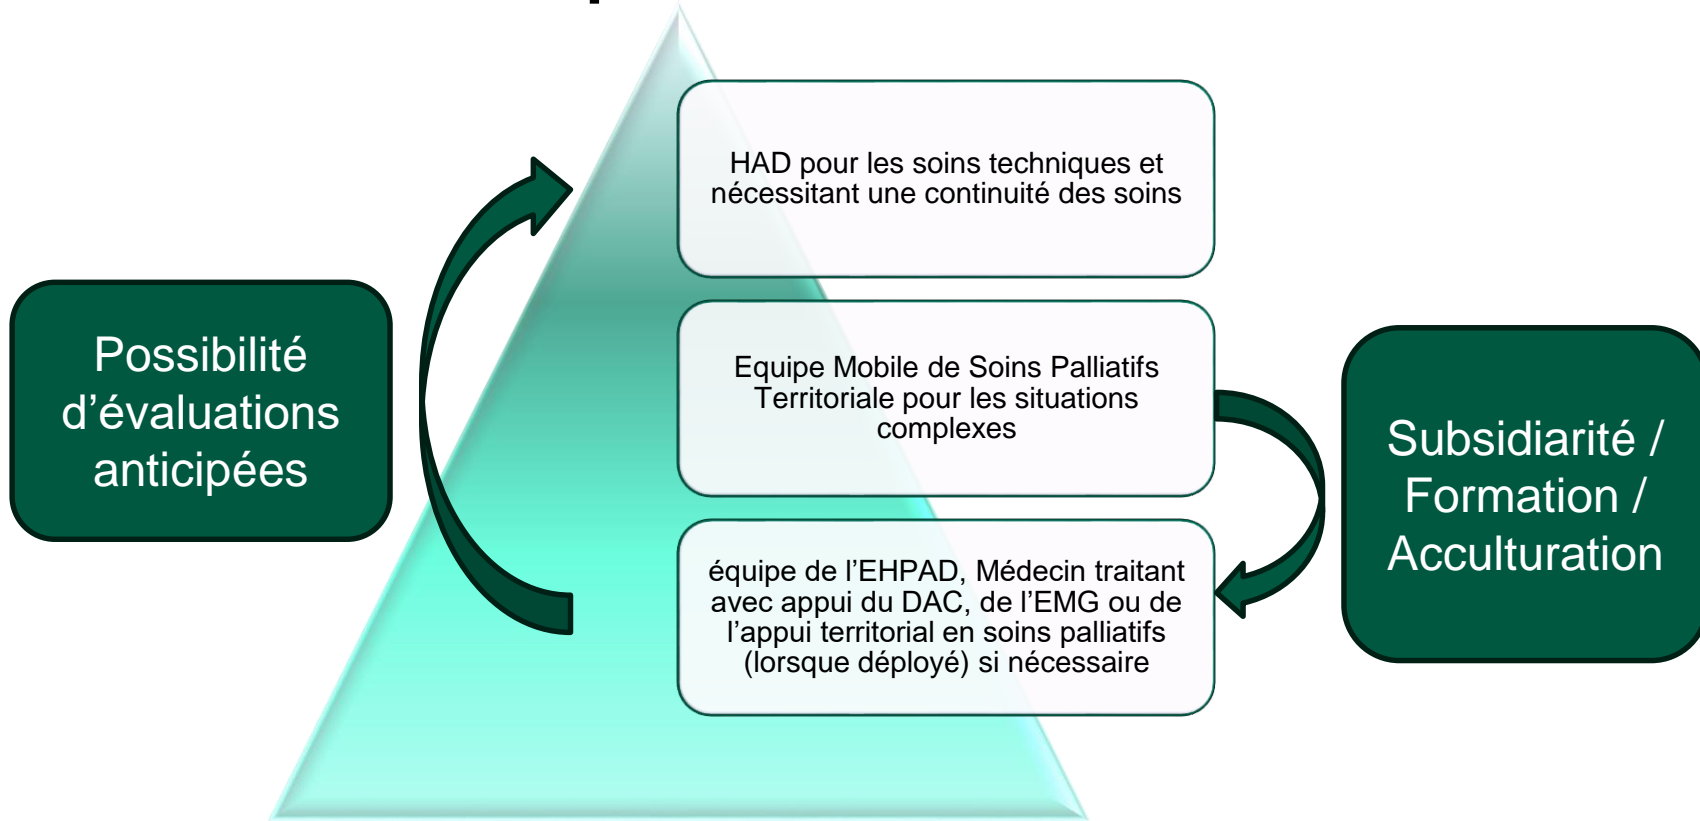 HAD pour les soins techniques et
nécessitant une continuité des soins
Possibilité
d’évaluations
anticipées
Equipe Mobile de Soins Palliatifs
Territoriale pour les situations
complexes
Subsidiarité /
Formation /
Acculturation
équipe de l’EHPAD, Médecin traitant
avec appui du DAC, de l’EMG ou de
l’appui territorial en soins palliatifs
(lorsque déployé) si nécessaire